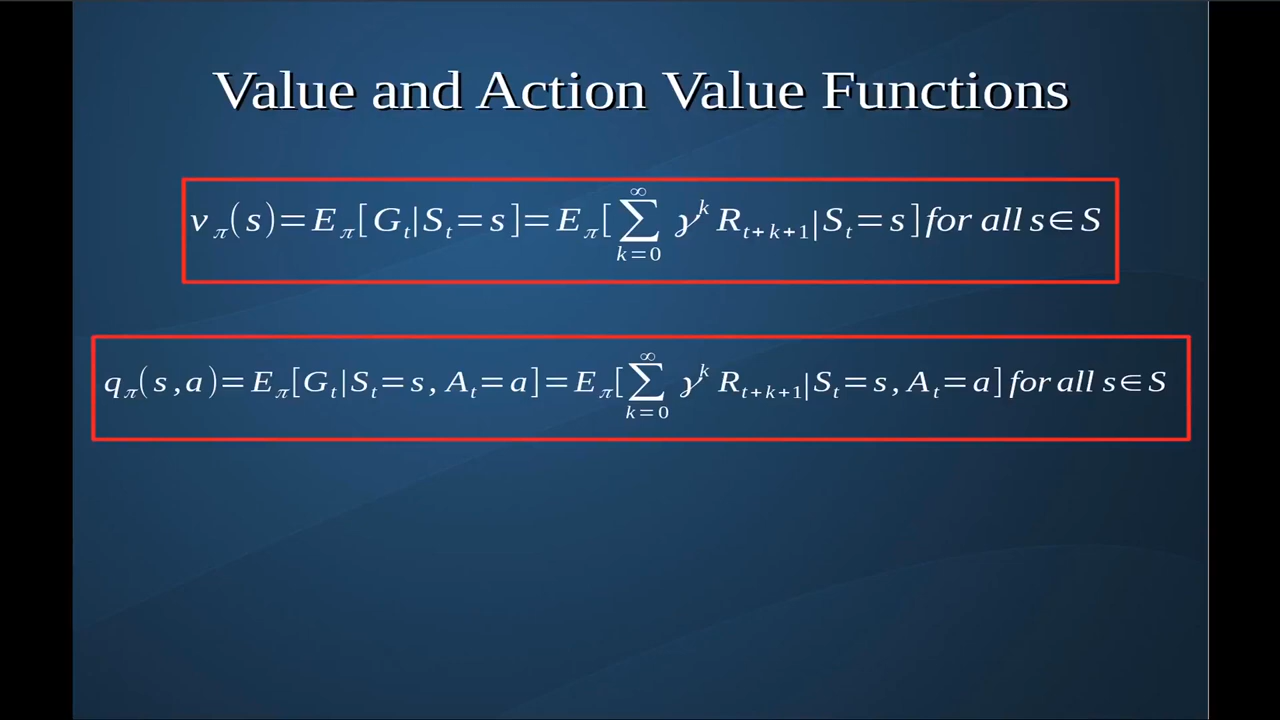 Value and Action Value Functions
v_π(s)=E_π[G_t|S_t=s]=E_π[∑_{k=0}^{∞} γ^k R_{t+k+1}|S_t=s] for all s∈S
q_π(s,a)=E_π[G_t|S_t=s, A_t=a]=E_π[∑_{k=0}^{∞} γ^k R_{t+k+1}|S_t=s, A_t=a] for all s∈S